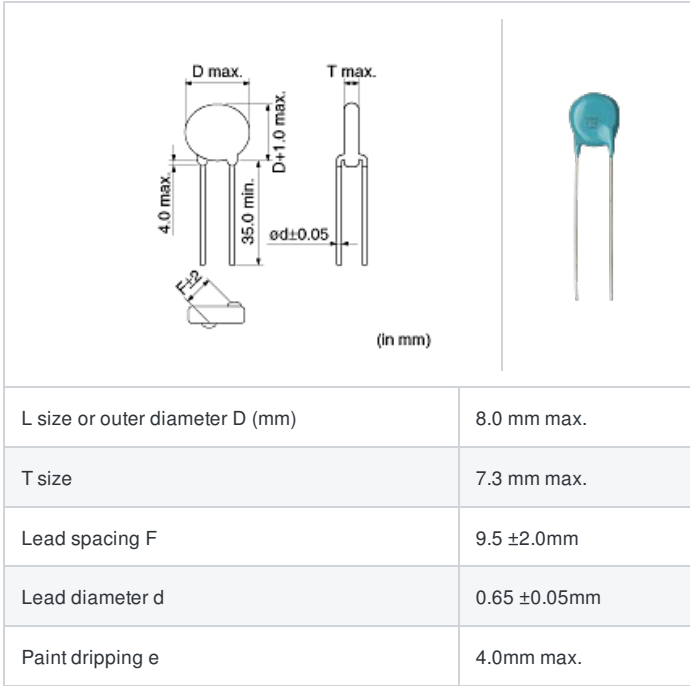 D max.
T max.
D+1.0 max.
4.0 max.
35.0 min.
ød±0.05
F±2
(in mm)
L size or outer diameter D (mm) 8.0 mm max.
T size 7.3 mm max.
Lead spacing F 9.5 ±2.0mm
Lead diameter d 0.65 ±0.05mm
Paint dripping e 4.0mm max.